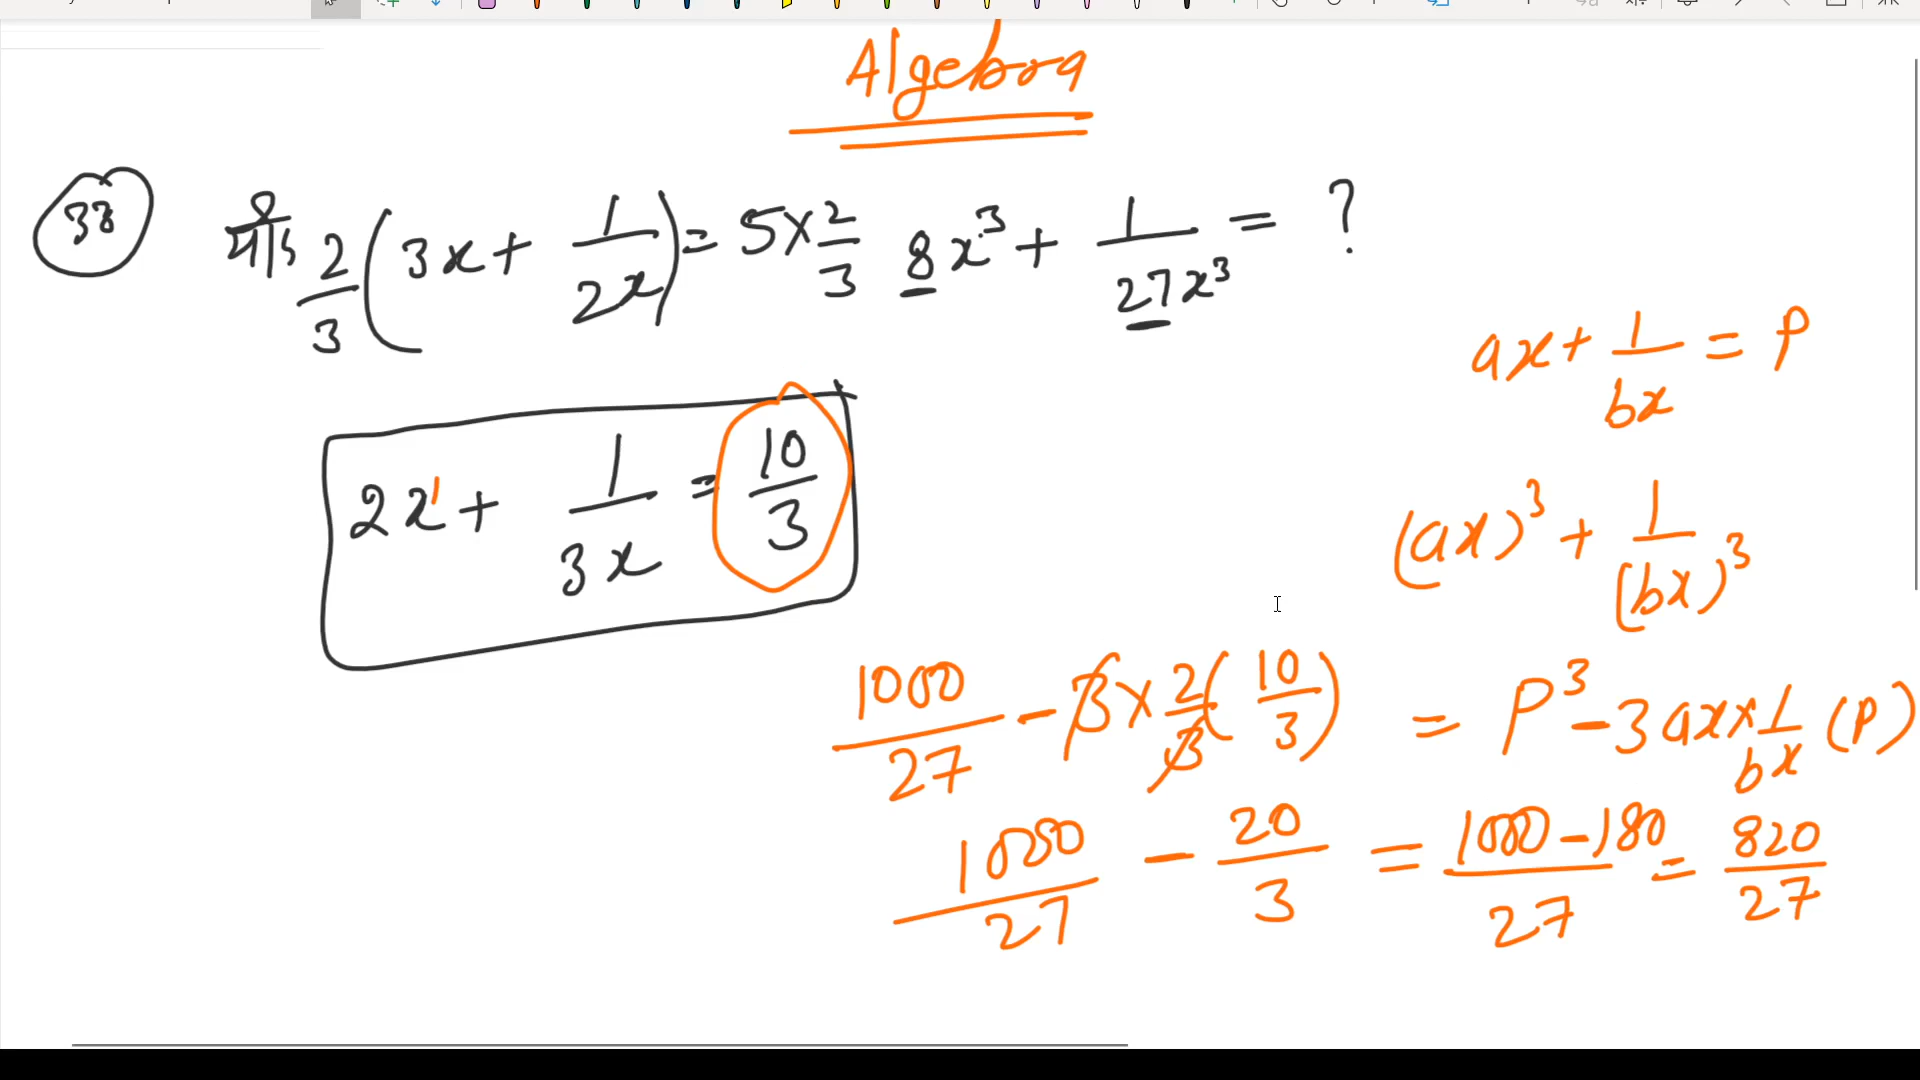 Algebra
38 यदि 2/3 (3x + 1/2x) = 5 × 2/3 8x³ + 1/27x³ = ?
ax + 1/bx = P
2x¹ + 1/3x = 10/3
(ax)³ + 1/(bx)³
1000/27 - 3 × 2/3 (10/3) = P³ - 3ax × 1/bx (P)
1000/27 - 20/3 = 1000 - 180/27 = 820/27